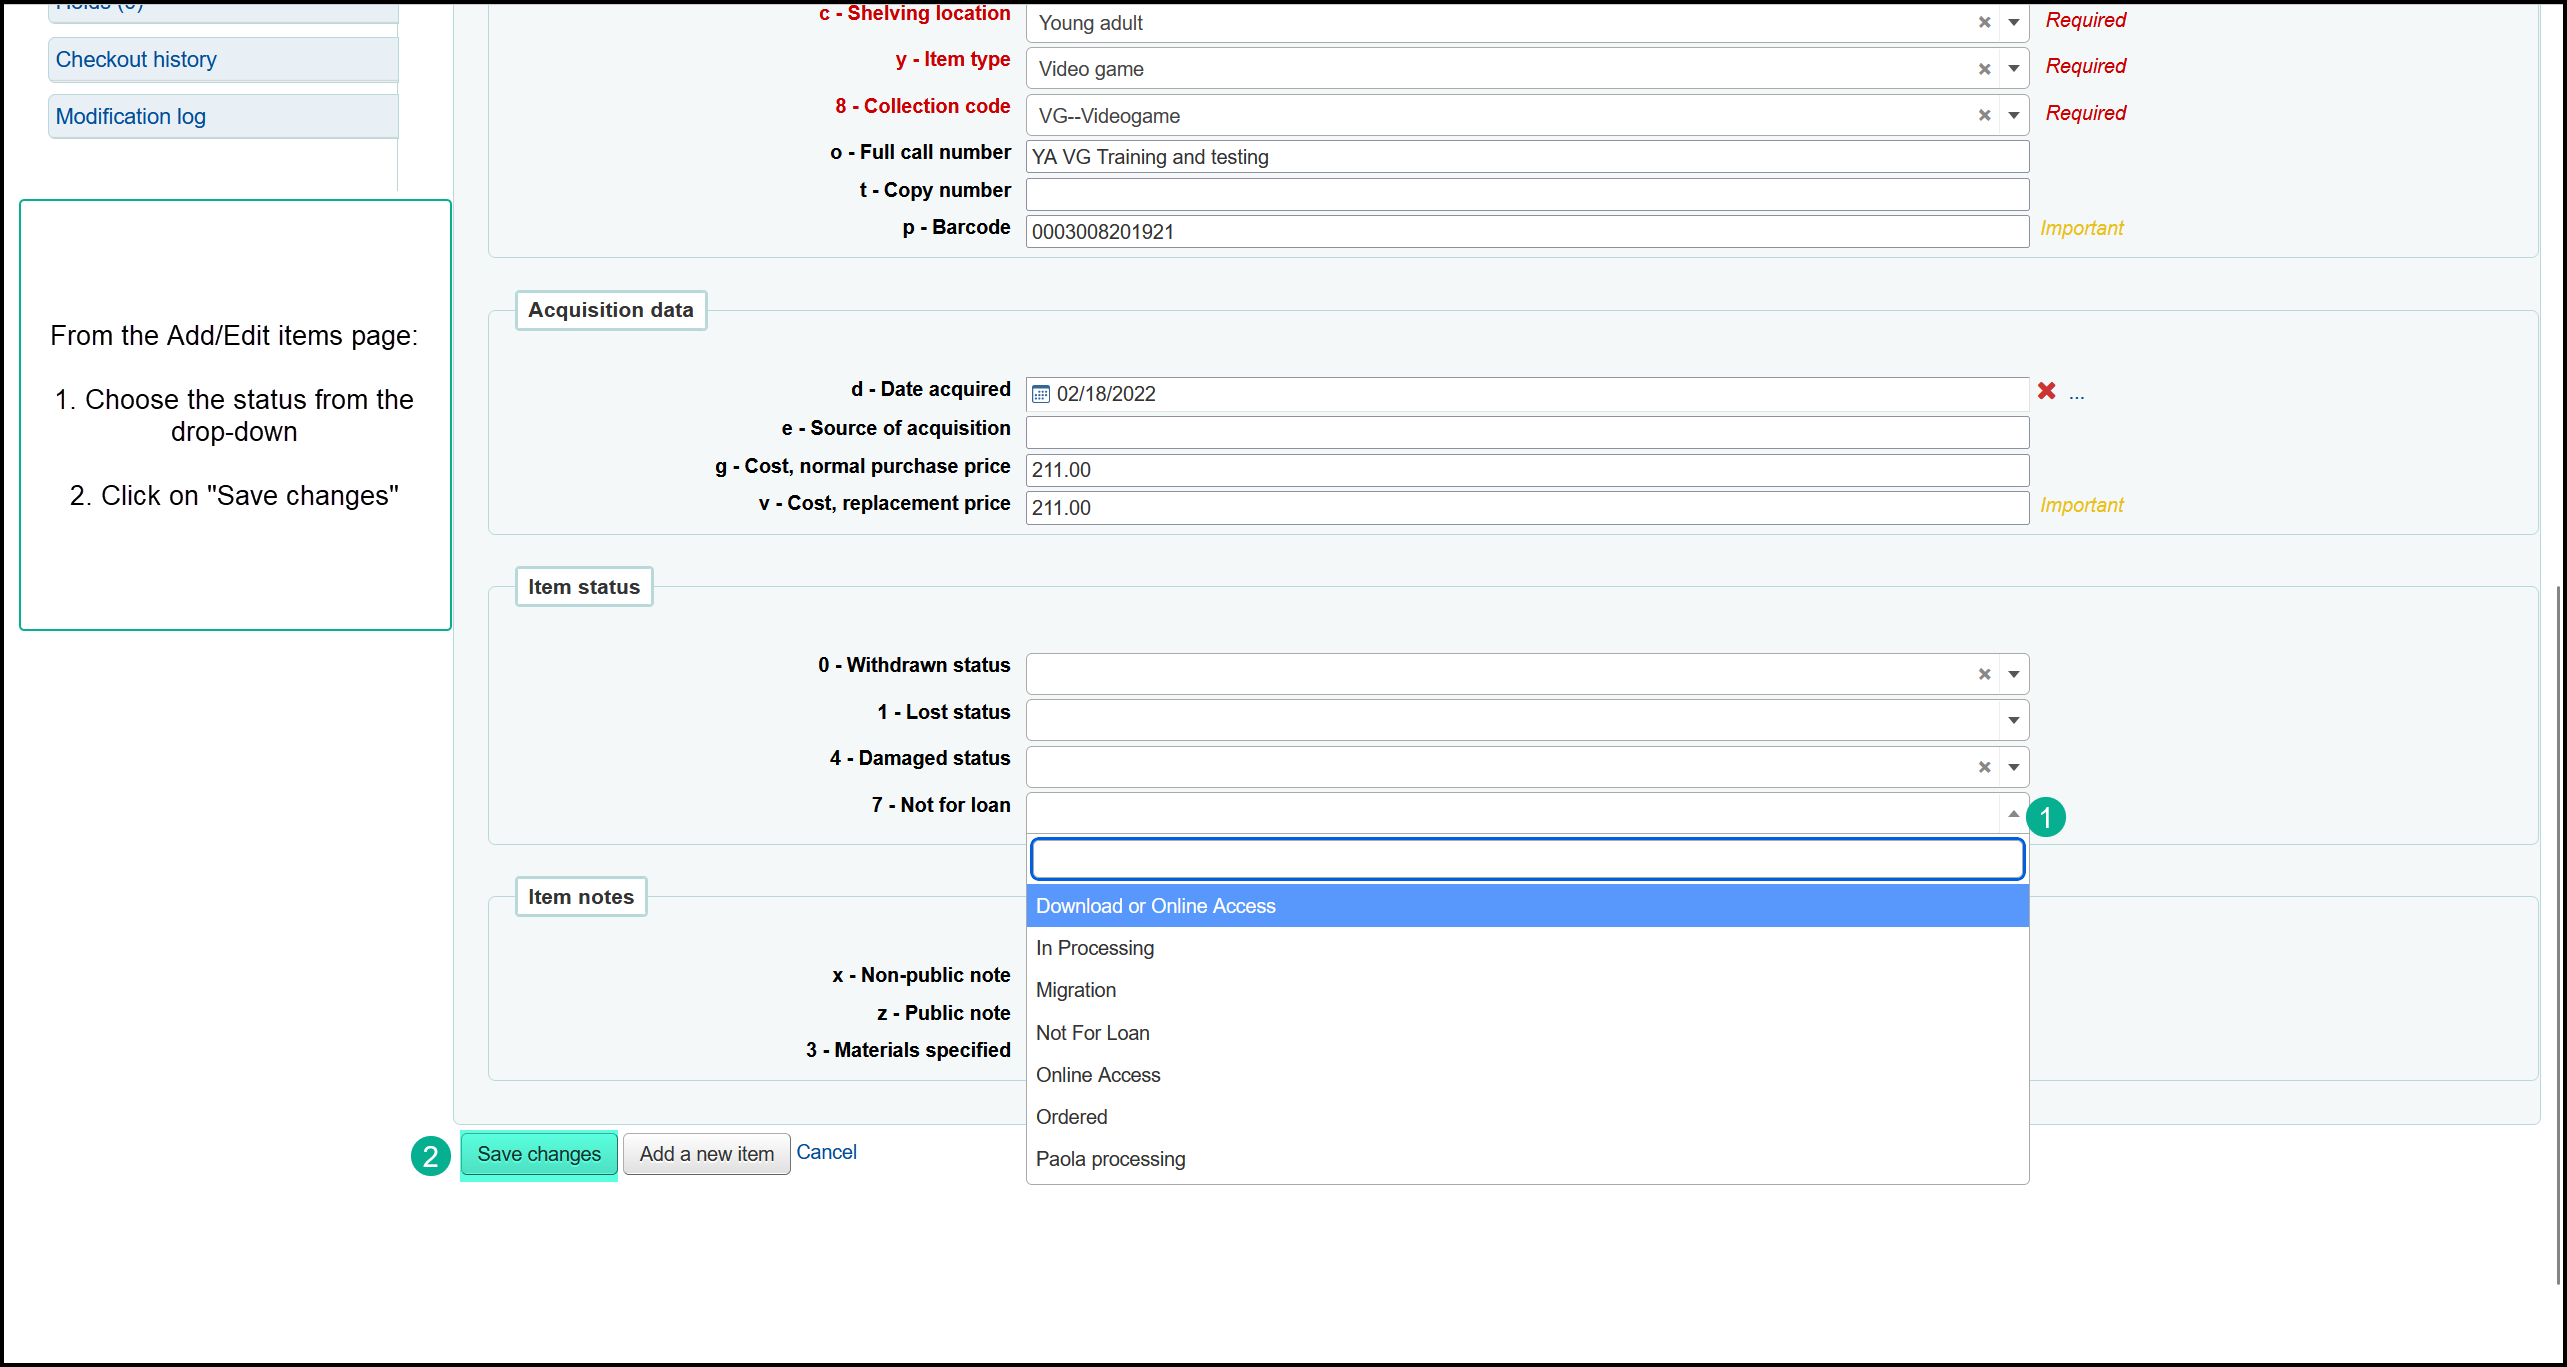 Holds (0)
Checkout history
Modification log
From the Add/Edit items page:
1. Choose the status from the
drop-down
2. Click on "Save changes"
c - Shelving location Young adult Required
y - Item type Video game Required
8 - Collection code VG--Videogame Required
o - Full call number YA VG Training and testing
t - Copy number
p - Barcode 0003008201921 Important
Acquisition data
d - Date acquired 02/18/2022 ...
e - Source of acquisition
g - Cost, normal purchase price 211.00
v - Cost, replacement price 211.00 Important
Item status
0 - Withdrawn status
1 - Lost status
4 - Damaged status
7 - Not for loan
1
Download or Online Access
In Processing
Migration
Not For Loan
Online Access
Ordered
Paola processing
Item notes
x - Non-public note
z - Public note
3 - Materials specified
2 Save changes Add a new item Cancel